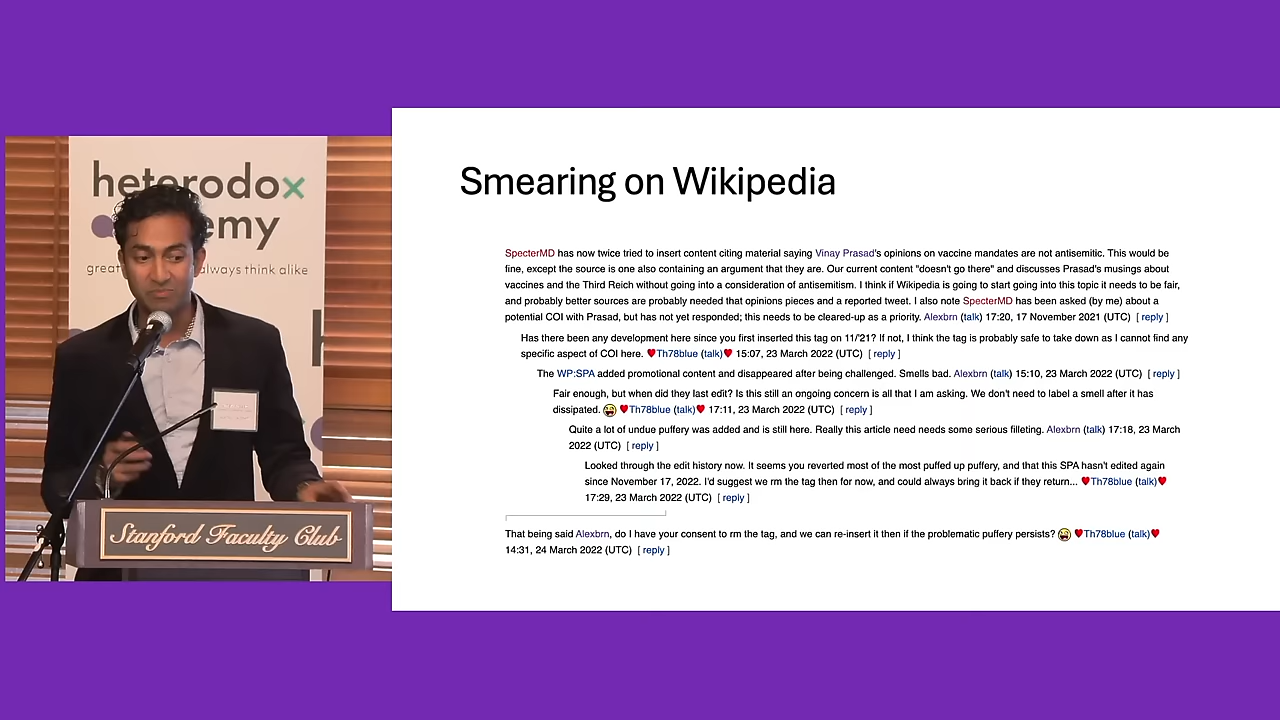 heterodox
emy
great
always think alike
h
Stanford Faculty Club
Smearing on Wikipedia
SpecterMD has now twice tried to insert content citing material saying Vinay Prasad's opinions on vaccine mandates are not antisemitic. This would be
fine, except the source is one also containing an argument that they are. Our current content "doesn't go there" and discusses Prasad's musings about
vaccines and the Third Reich without going into a consideration of antisemitism. I think if Wikipedia is going to start going into this topic it needs to be fair,
and probably better sources are probably needed that opinions pieces and a reported tweet. I also note SpecterMD has been asked (by me) about a
potential COI with Prasad, but has not yet responded; this needs to be cleared-up as a priority. Alexbrn (talk) 17:20, 17 November 2021 (UTC) [ reply ]
Has there been any development here since you first inserted this tag on 11/'21? If not, I think the tag is probably safe to take down as I cannot find any
specific aspect of COI here. ♥Th78blue (talk)♥ 15:07, 23 March 2022 (UTC) [ reply ]
The WP:SPA added promotional content and disappeared after being challenged. Smells bad. Alexbrn (talk) 15:10, 23 March 2022 (UTC) [ reply ]
Fair enough, but when did they last edit? Is this still an ongoing concern is all that I am asking. We don't need to label a smell after it has
dissipated. 😜 ♥Th78blue (talk)♥ 17:11, 23 March 2022 (UTC) [ reply ]
Quite a lot of undue puffery was added and is still here. Really this article need needs some serious filleting. Alexbrn (talk) 17:18, 23 March
2022 (UTC) [ reply ]
Looked through the edit history now. It seems you reverted most of the most puffed up puffery, and that this SPA hasn't edited again
since November 17, 2022. I'd suggest we rm the tag then for now, and could always bring it back if they return... ♥Th78blue (talk)♥
17:29, 23 March 2022 (UTC) [ reply ]
That being said Alexbrn, do I have your consent to rm the tag, and we can re-insert it then if the problematic puffery persists? 😜 ♥Th78blue (talk)♥
14:31, 24 March 2022 (UTC) [ reply ]